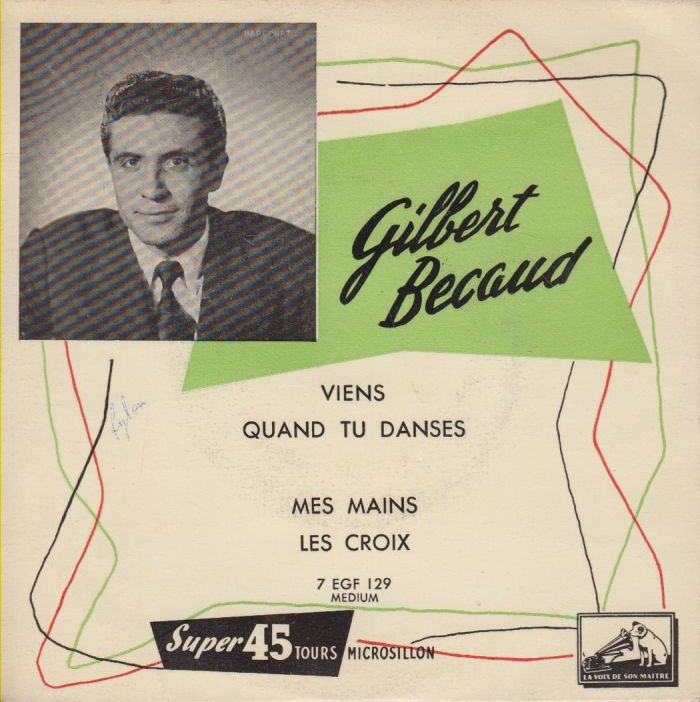 HARCOURT
Gilbert
Becaud
VIENS
QUAND TU DANSES
MES MAINS
LES CROIX
7 EGF 129
MEDIUM
Super 45 TOURS MICROSILLON
LA VOIX DE SON MAITRE